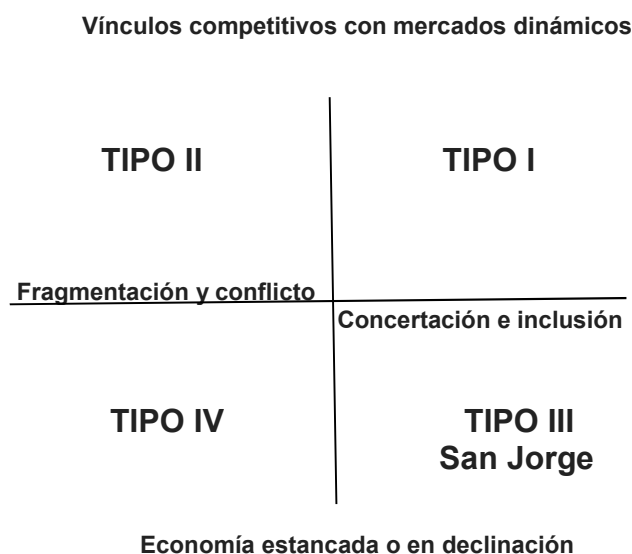 Vínculos competitivos con mercados dinámicos
TIPO II
TIPO I
Fragmentación y conflicto
Concertación e inclusión
TIPO IV
TIPO III
San Jorge
Economía estancada o en declinación